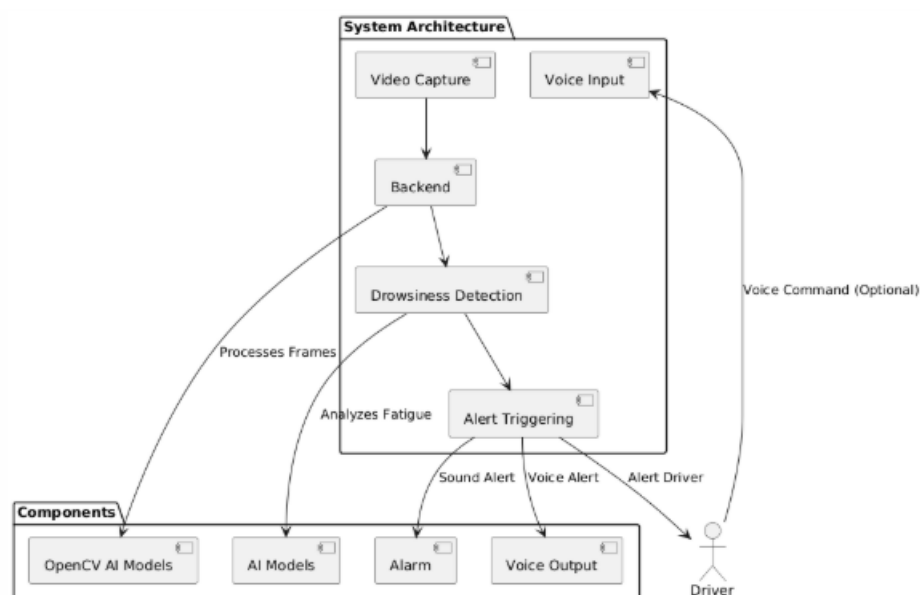 System Architecture
Video Capture
Voice Input
Backend
Drowsiness Detection
Voice Command (Optional)
Processes Frames
Analyzes Fatigue
Alert Triggering
Sound Alert
Voice Alert
Alert Driver
Components
OpenCV AI Models
AI Models
Alarm
Voice Output
Driver